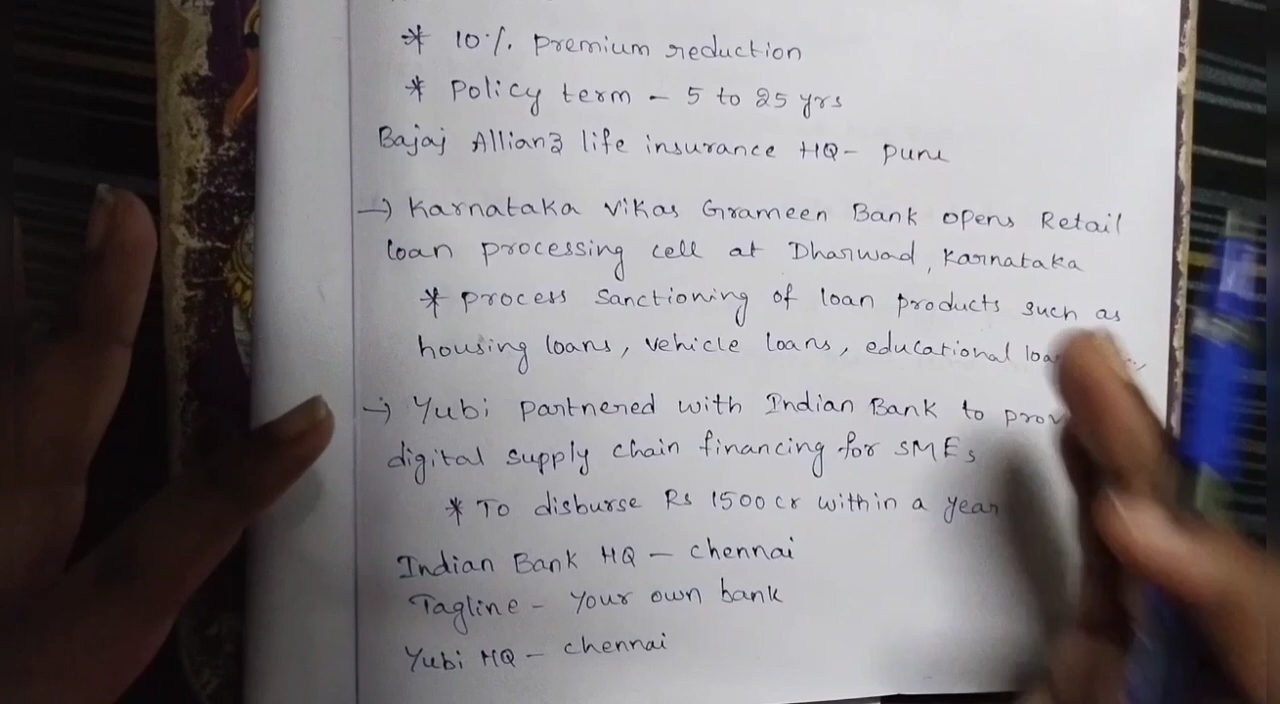 * 10% Premium reduction
* Policy term - 5 to 25 yrs
Bajaj Allianz life insurance HQ - Pune
→ Karnataka Vikas Grameen Bank opens Retail
loan processing cell at Dharwad, Karnataka
* process sanctioning of loan products such as
housing loans, vehicle loans, educational
→ Yubi partnered with Indian Bank to
digital supply chain financing for SMEs
* To disburse Rs 1500 cr within a year
Indian Bank HQ - Chennai
Tagline - Your own bank
Yubi HQ - Chennai